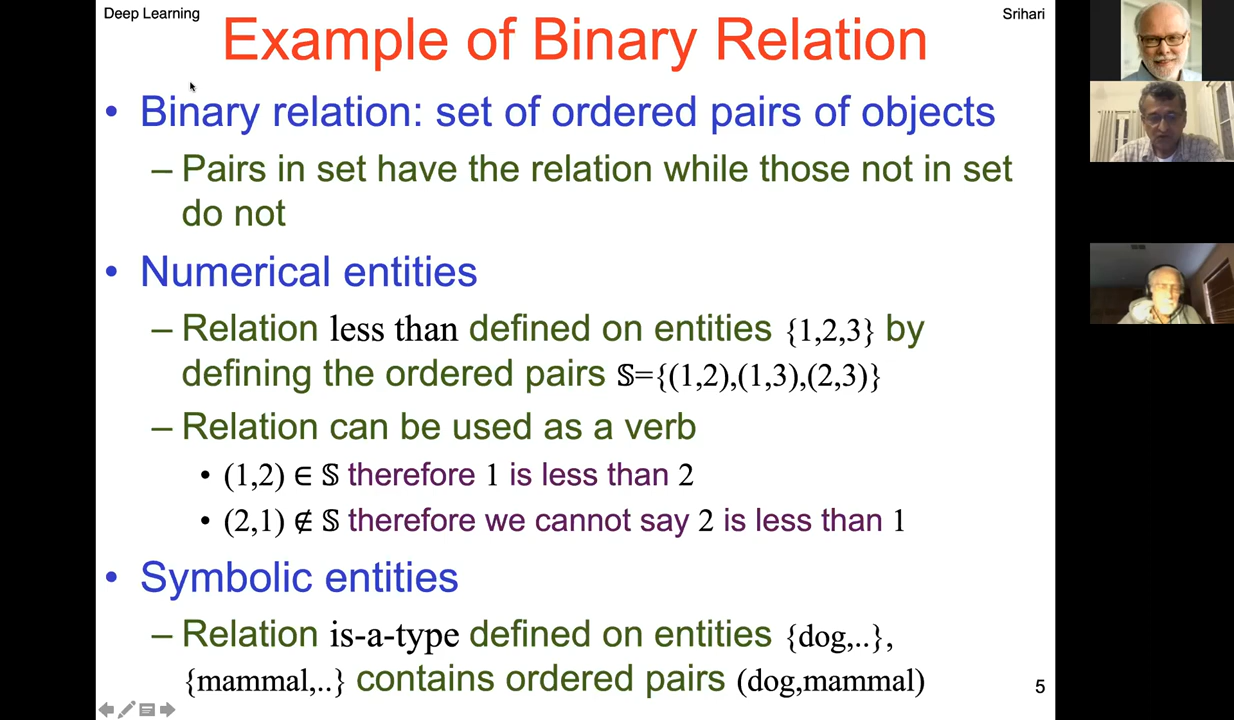 Deep Learning
Srihari
Example of Binary Relation
• Binary relation: set of ordered pairs of objects
– Pairs in set have the relation while those not in set
do not
• Numerical entities
– Relation less than defined on entities {1,2,3} by
defining the ordered pairs 𝕊={(1,2),(1,3),(2,3)}
– Relation can be used as a verb
• (1,2) ∈ 𝕊 therefore 1 is less than 2
• (2,1) ∉ 𝕊 therefore we cannot say 2 is less than 1
• Symbolic entities
– Relation is-a-type defined on entities {dog,..},
{mammal,..} contains ordered pairs (dog,mammal)
5